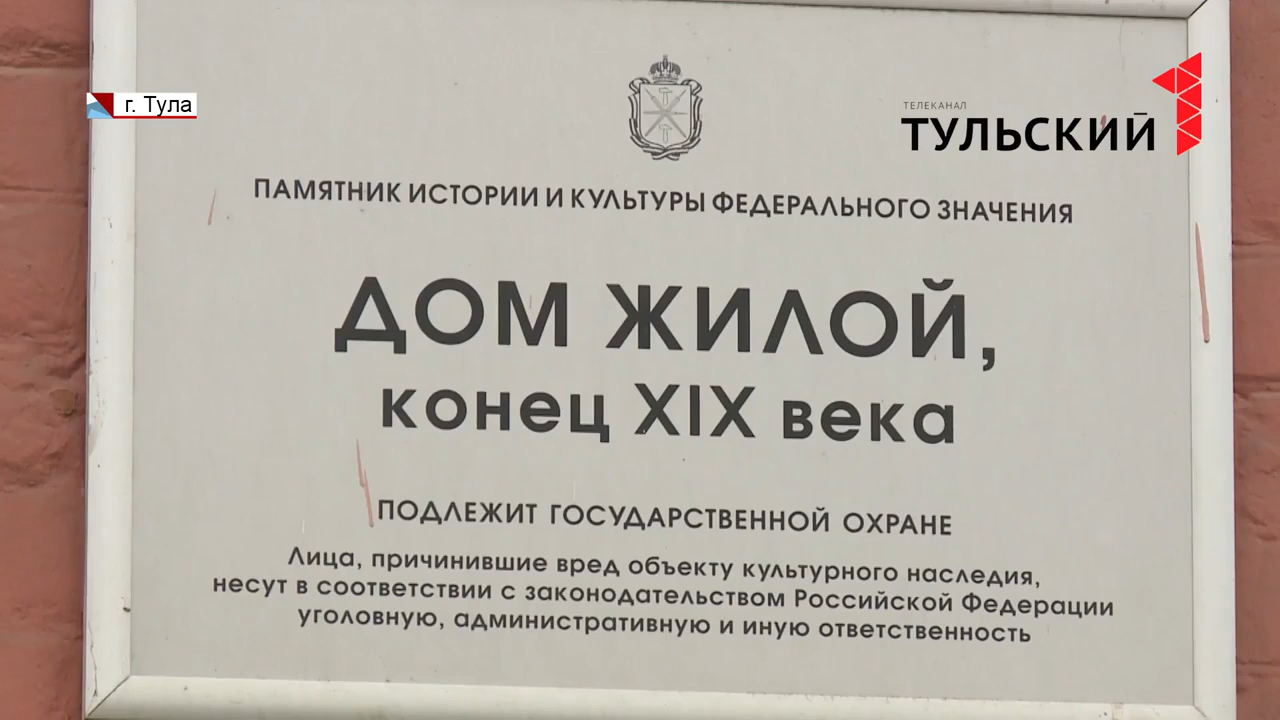 г. Тула
ТЕЛЕКАНАЛ
ТУЛЬСКИЙ
ПАМЯТНИК ИСТОРИИ И КУЛЬТУРЫ ФЕДЕРАЛЬНОГО ЗНАЧЕНИЯ
ДОМ ЖИЛОЙ,
конец XIX века
ПОДЛЕЖИТ ГОСУДАРСТВЕННОЙ ОХРАНЕ
Лица, причинившие вред объекту культурного наследия,
несут в соответствии с законодательством Российской Федерации
уголовную, административную и иную ответственность